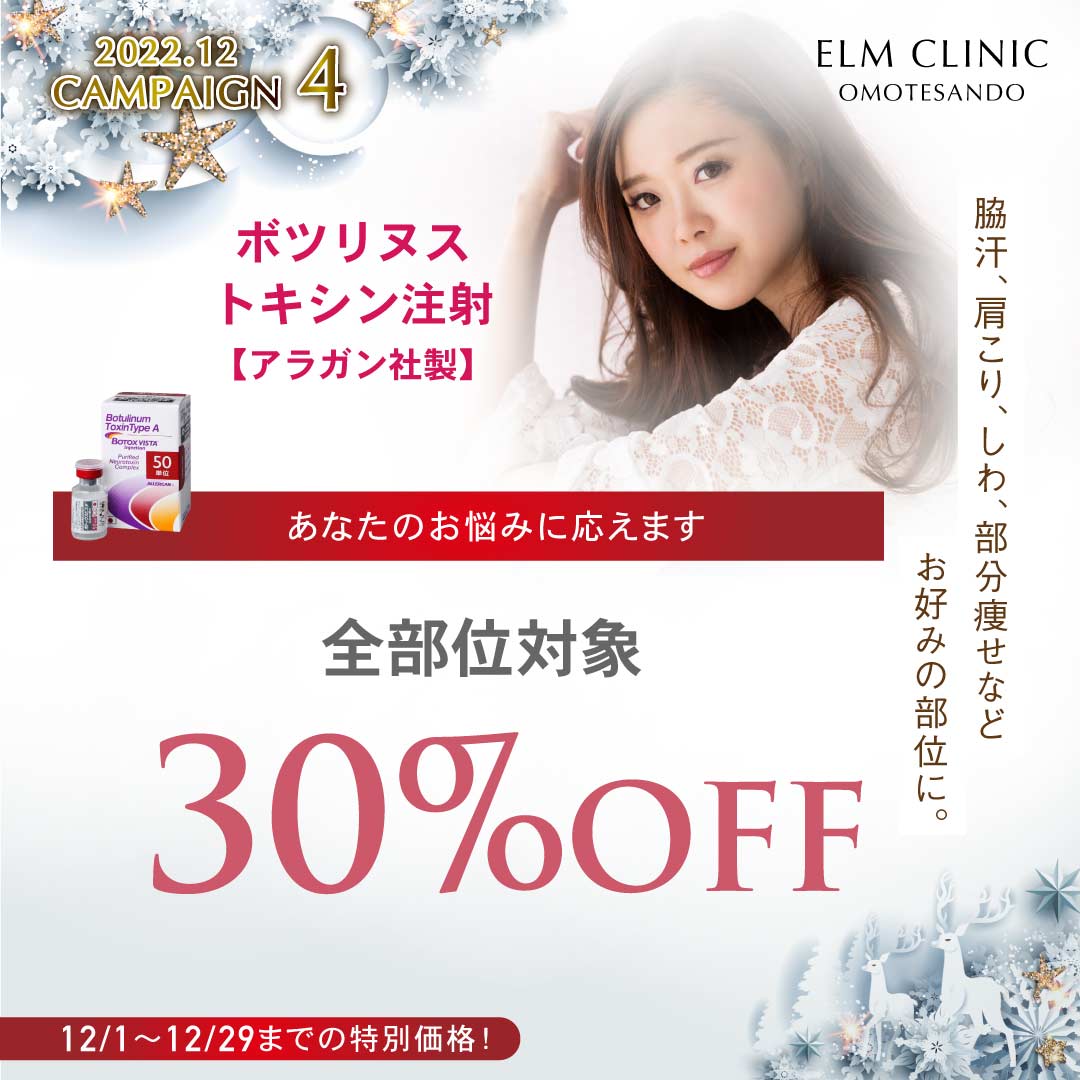 2022.12
CAMPAIGN 4
ELM CLINIC
OMOTESANDO
ボツリヌス
トキシン注射
【アラガン社製】
脇汗、肩こり、しわ、部分痩せなど
お好みの部位に。
Botulinum
ToxinType A
BOTOX VISTA
Injection
Purified
Neurotoxin
Complex
50
単位
ALLERGAN
あなたのお悩みに応えます
全部位対象
30%OFF
12/1〜12/29までの特別価格！